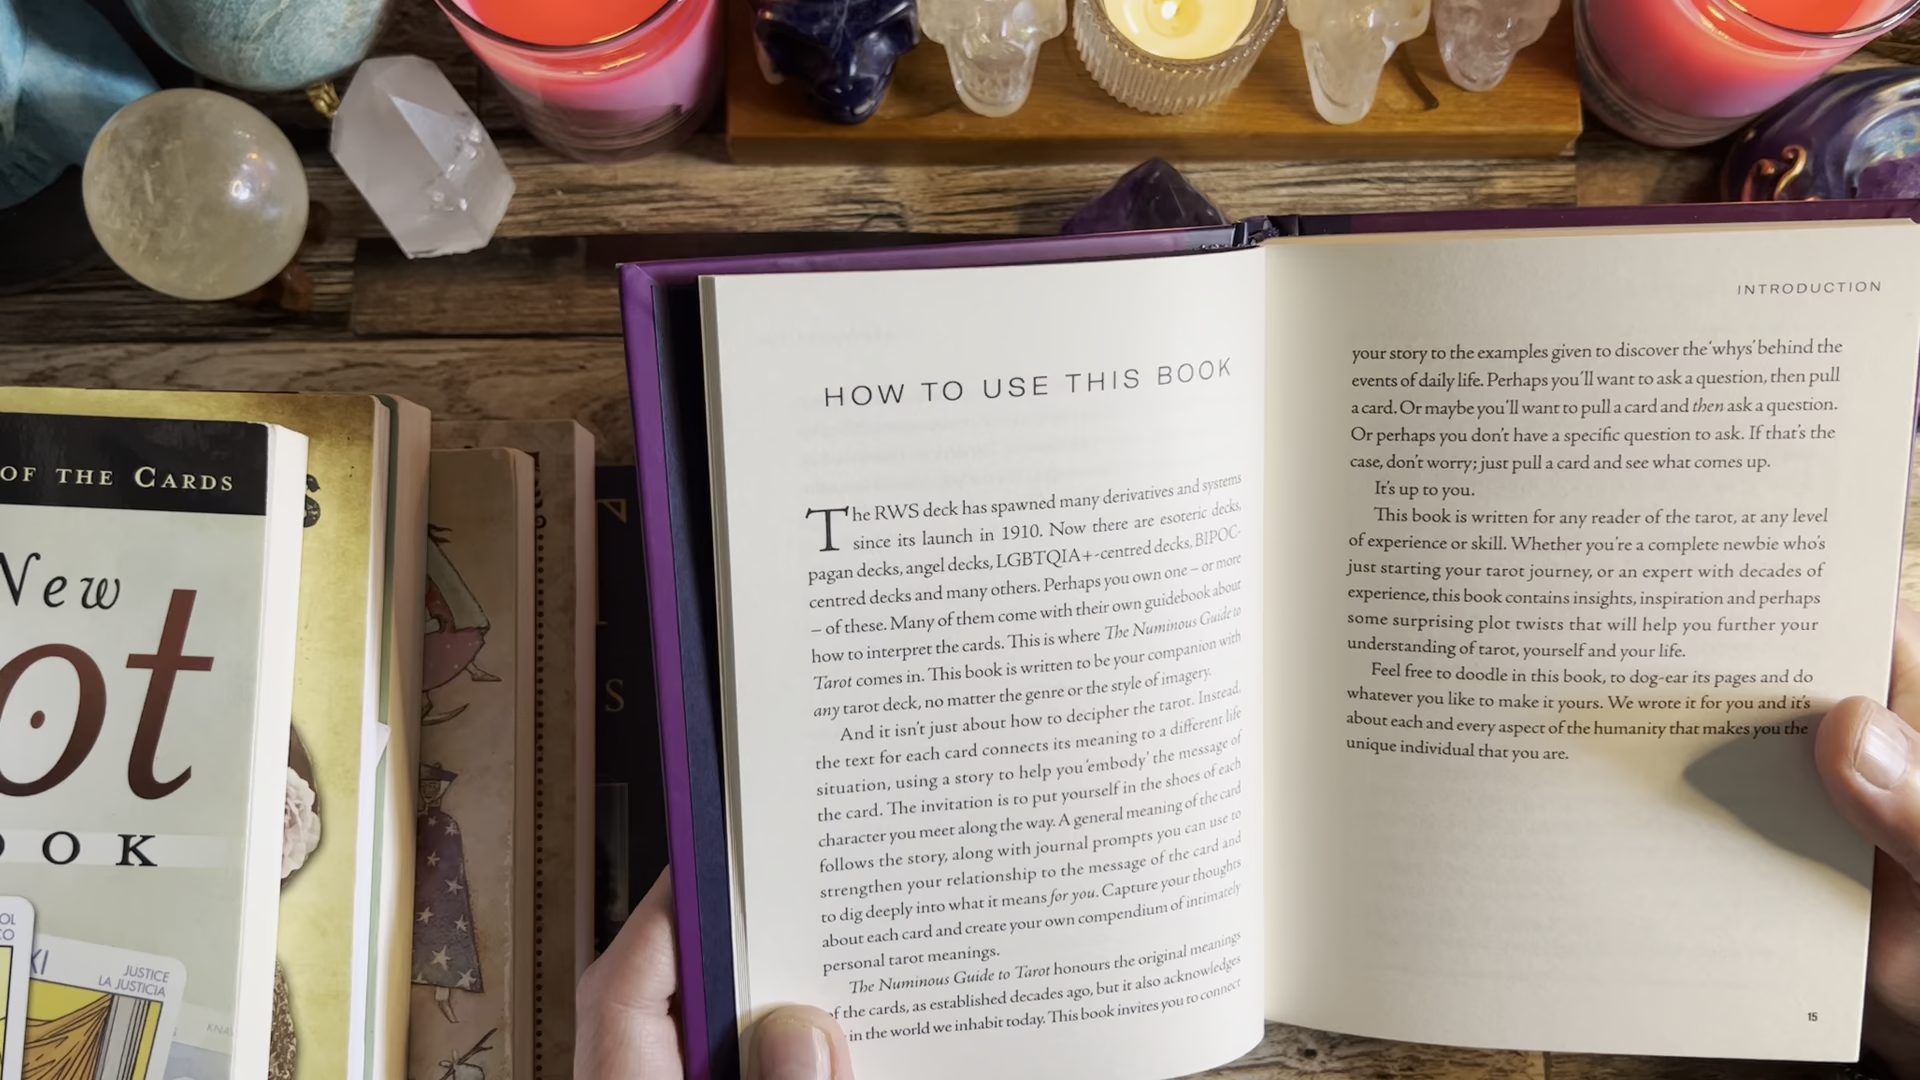 OF THE CARDS
New
ot
OOK
XI
JUSTICE
LA JUSTICIA
HOW TO USE THIS BOOK
The RWS deck has spawned many derivatives and systems
since its launch in 1910. Now there are esoteric decks,
pagan decks, angel decks, LGBTQIA+-centred decks, BIPOC-
centred decks and many others. Perhaps you own one – or more
– of these. Many of them come with their own guidebook about
how to interpret the cards. This is where The Numinous Guide to
Tarot comes in. This book is written to be your companion with
any tarot deck, no matter the genre or the style of imagery.
And it isn't just about how to decipher the tarot. Instead,
the text for each card connects its meaning to a different life
situation, using a story to help you 'embody' the message of
the card. The invitation is to put yourself in the shoes of each
character you meet along the way. A general meaning of the card
follows the story, along with journal prompts you can use to
strengthen your relationship to the message of the card and
to dig deeply into what it means for you. Capture your thoughts
about each card and create your own compendium of intimately
personal tarot meanings.
The Numinous Guide to Tarot honours the original meanings
of the cards, as established decades ago, but it also acknowledges
in the world we inhabit today. This book invites you to connect
INTRODUCTION
your story to the examples given to discover the 'whys' behind the
events of daily life. Perhaps you'll want to ask a question, then pull
a card. Or maybe you'll want to pull a card and then ask a question.
Or perhaps you don't have a specific question to ask. If that's the
case, don't worry; just pull a card and see what comes up.
It's up to you.
This book is written for any reader of the tarot, at any level
of experience or skill. Whether you're a complete newbie who's
just starting your tarot journey, or an expert with decades of
experience, this book contains insights, inspiration and perhaps
some surprising plot twists that will help you further your
understanding of tarot, yourself and your life.
Feel free to doodle in this book, to dog-ear its pages and do
whatever you like to make it yours. We wrote it for you and it's
about each and every aspect of the humanity that makes you the
unique individual that you are.
15